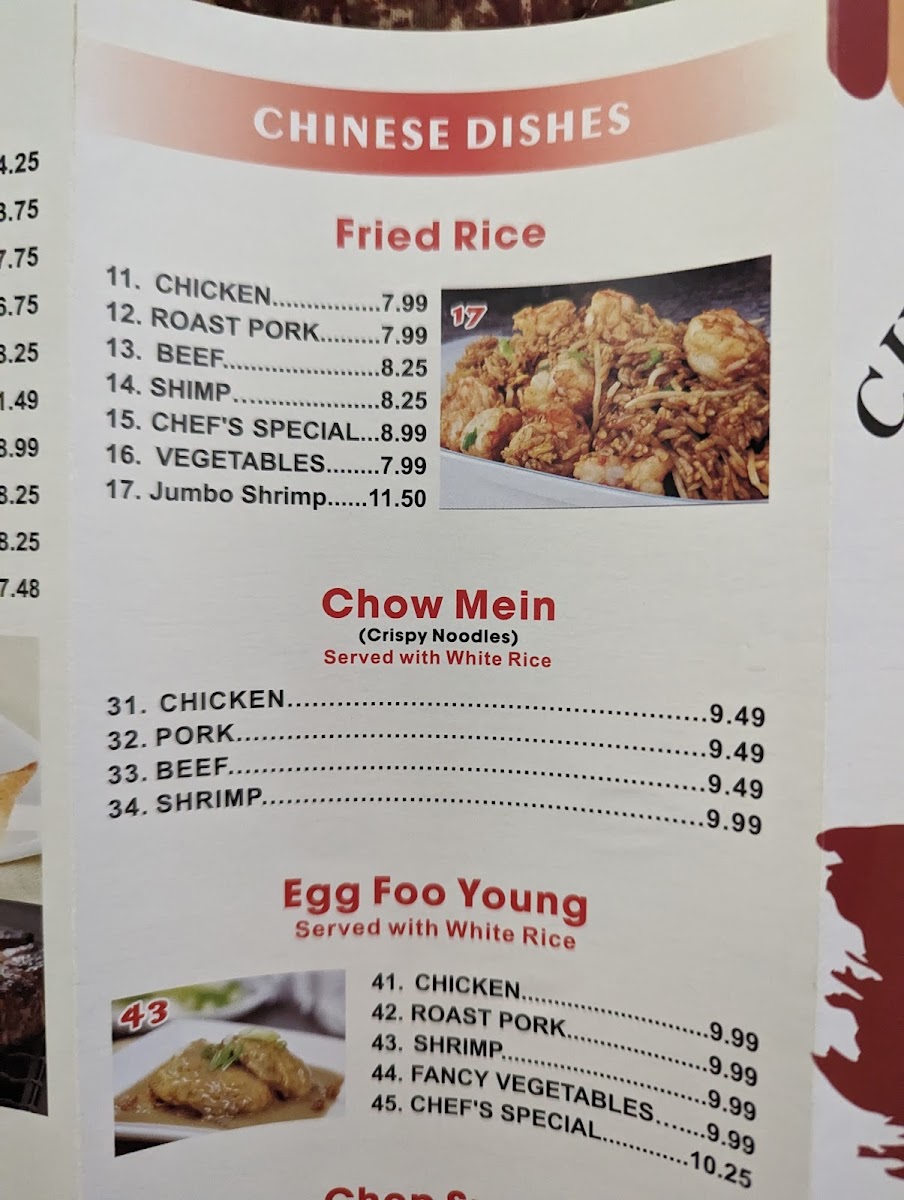 4.25
3.75
7.75
6.75
3.25
1.49
8.99
8.25
8.25
7.48
CHINESE DISHES
Fried Rice
11. CHICKEN..................7.99
12. ROAST PORK..........7.99
13. BEEF..........................8.25
14. SHIMP........................8.25
15. CHEF'S SPECIAL...8.99
16. VEGETABLES.........7.99
17. Jumbo Shrimp......11.50
17
Chow Mein
(Crispy Noodles)
Served with White Rice
31. CHICKEN....................................................9.49
32. PORK..........................................................9.49
33. BEEF...........................................................9.49
34. SHRIMP.......................................................9.99
Egg Foo Young
Served with White Rice
43
41. CHICKEN........................9.99
42. ROAST PORK..................9.99
43. SHRIMP..........................9.99
44. FANCY VEGETABLES.......9.99
45. CHEF'S SPECIAL............10.25